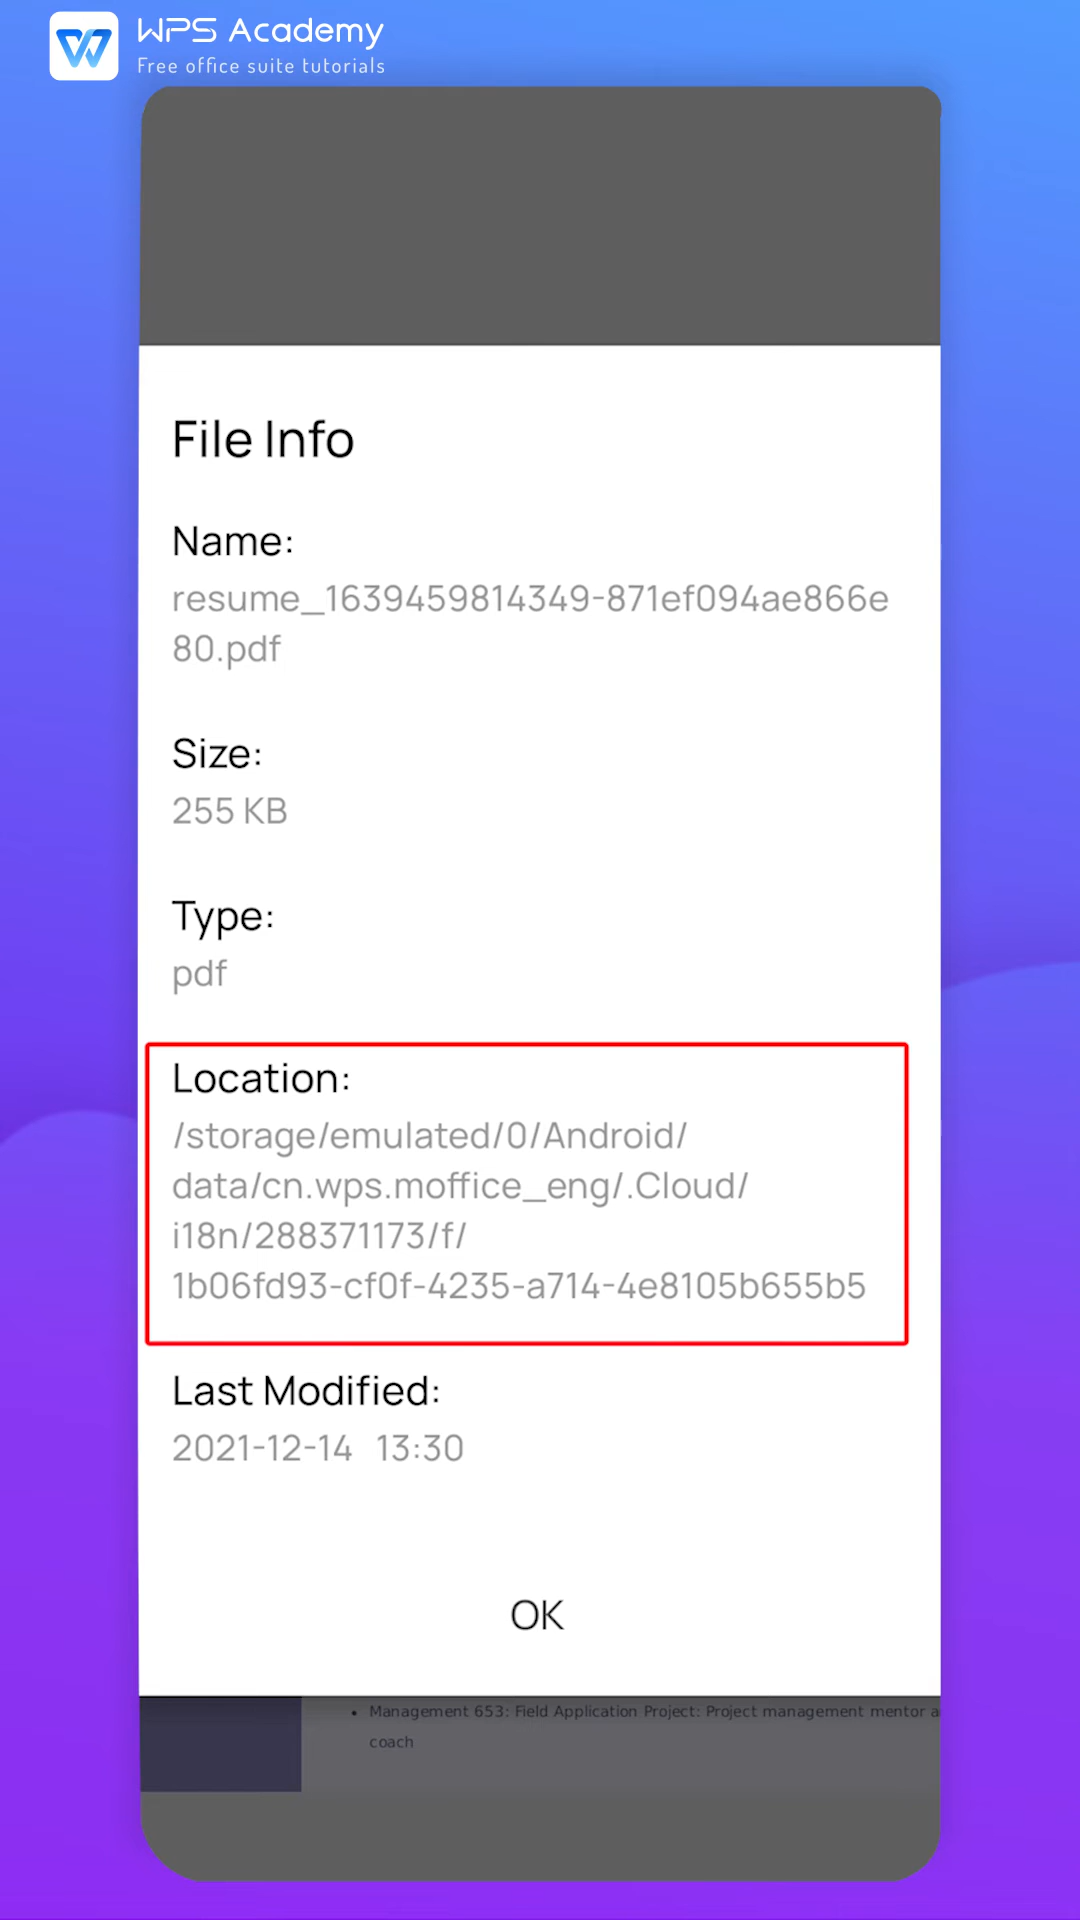 WPS Academy
Free office suite tutorials
File Info
Name:
resume_1639459814349-871ef094ae866e
80.pdf
Size:
255 KB
Type:
pdf
Location:
/storage/emulated/0/Android/
data/cn.wps.moffice_eng/.Cloud/
i18n/288371173/f/
1b06fd93-cf0f-4235-a714-4e8105b655b5
Last Modified:
2021-12-14 13:30
OK
• Management 653: Field Application Project: Project management mentor a
coach